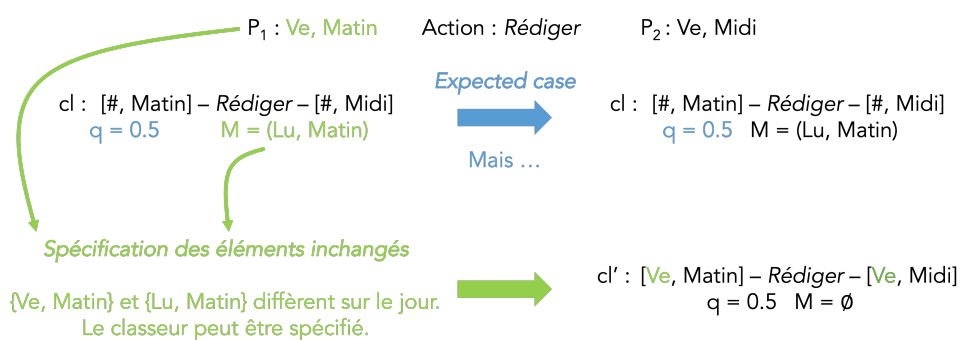 P₁ : Ve, Matin Action : Rédiger P₂ : Ve, Midi
Expected case
cl : [#, Matin] – Rédiger – [#, Midi] cl : [#, Matin] – Rédiger – [#, Midi]
q = 0.5 M = (Lu, Matin) q = 0.5 M = (Lu, Matin)
Mais …
Spécification des éléments inchangés
cl’ : [Ve, Matin] – Rédiger – [Ve, Midi]
{Ve, Matin} et {Lu, Matin} diffèrent sur le jour. q = 0.5 M = ∅
Le classeur peut être spécifié.